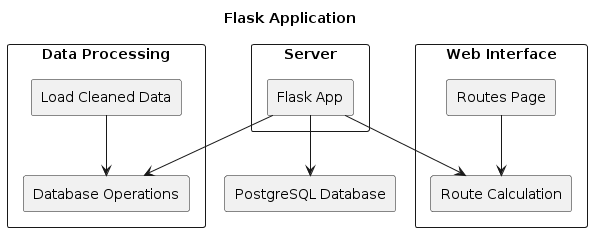 Flask Application
Data Processing
Server
Web Interface
Load Cleaned Data
Flask App
Routes Page
Database Operations
PostgreSQL Database
Route Calculation